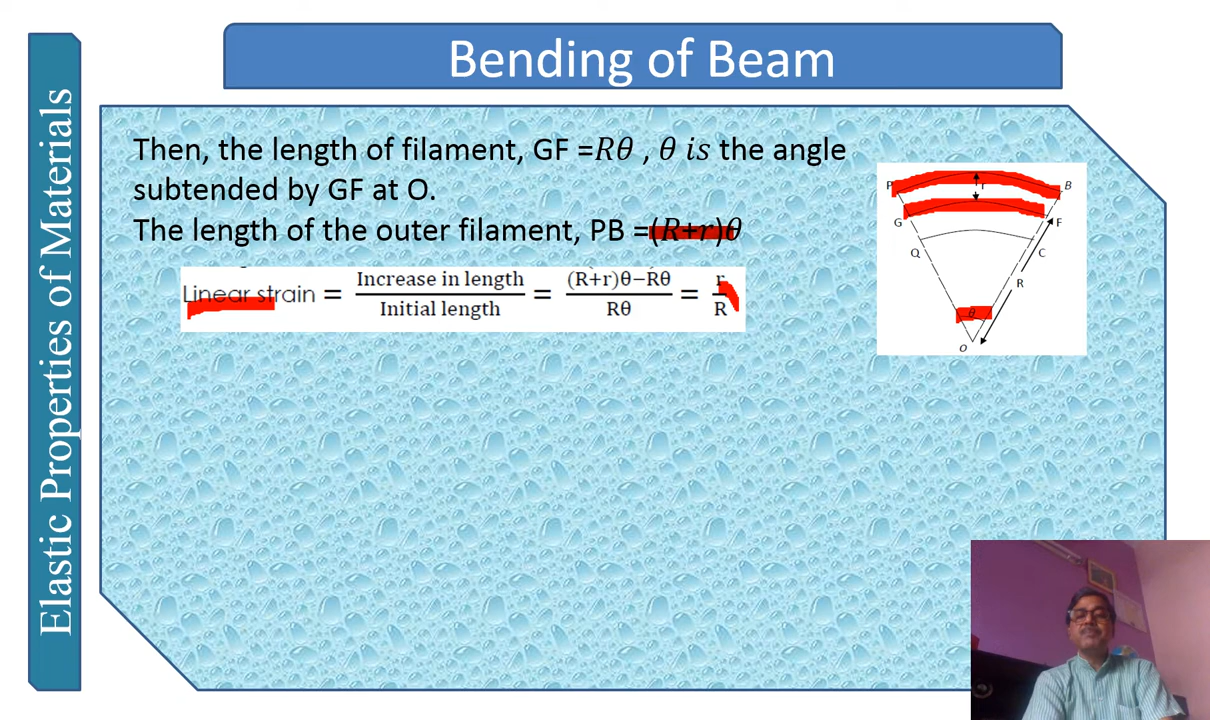 Bending of Beam
Elastic Properties of Materials
Then, the length of filament, GF =Rθ , θ is the angle
subtended by GF at O.
The length of the outer filament, PB =(R+r)θ
Linear strain = Increase in length / Initial length = (R+r)θ−Rθ / Rθ = r / R
P r B
G F
Q C
R
θ
O